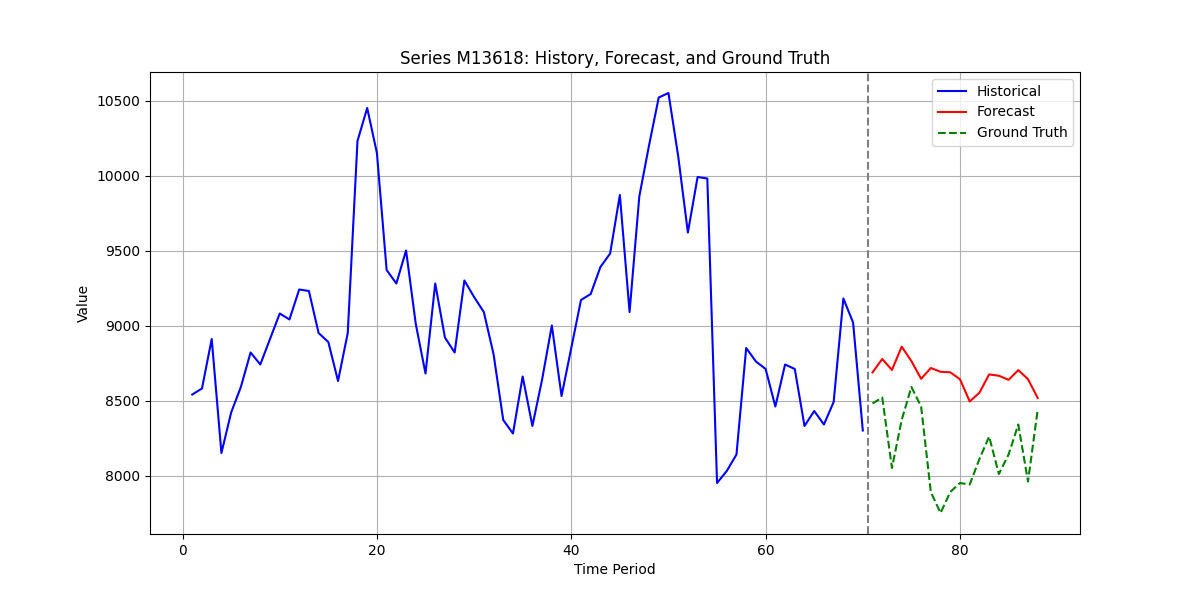 Series M13618: History, Forecast, and Ground Truth
Historical
Forecast
Ground Truth
10500
10000
9500
9000
8500
8000
Value
0 20 40 60 80
Time Period